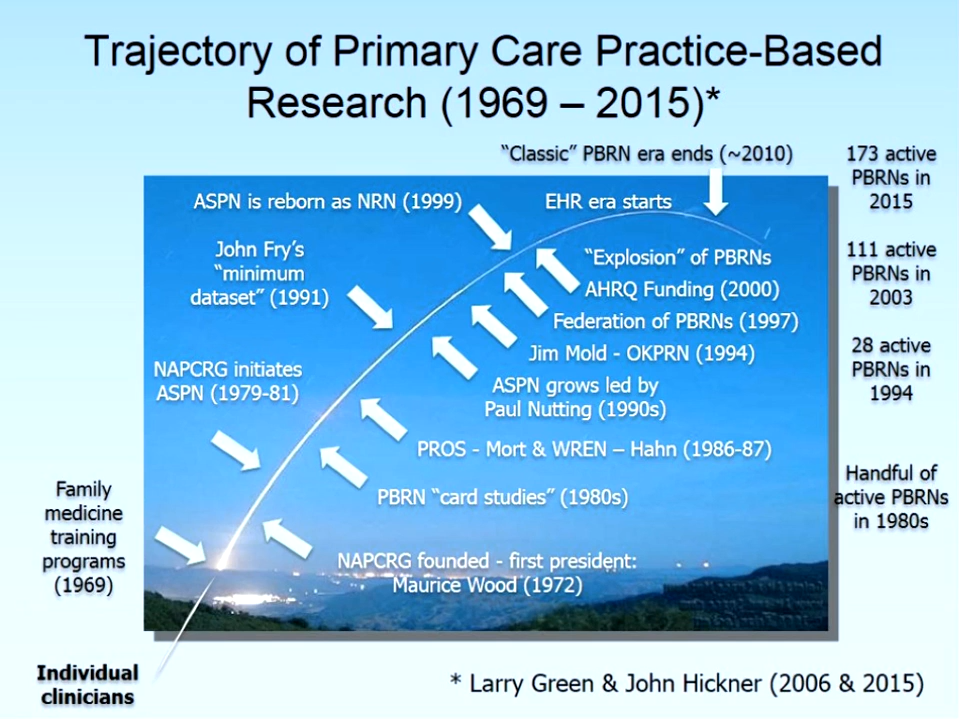 Trajectory of Primary Care Practice-Based
Research (1969 – 2015)*
“Classic” PBRN era ends (~2010)
173 active
PBRNs in
2015
ASPN is reborn as NRN (1999)
EHR era starts
John Fry’s
“minimum
dataset” (1991)
“Explosion” of PBRNs
AHRQ Funding (2000)
111 active
PBRNs in
2003
Federation of PBRNs (1997)
Jim Mold - OKPRN (1994)
28 active
PBRNs in
1994
NAPCRG initiates
ASPN (1979-81)
ASPN grows led by
Paul Nutting (1990s)
PROS - Mort & WREN – Hahn (1986-87)
Handful of
active PBRNs
in 1980s
PBRN “card studies” (1980s)
Family
medicine
training
programs
(1969)
NAPCRG founded - first president:
Maurice Wood (1972)
Individual
clinicians
* Larry Green & John Hickner (2006 & 2015)